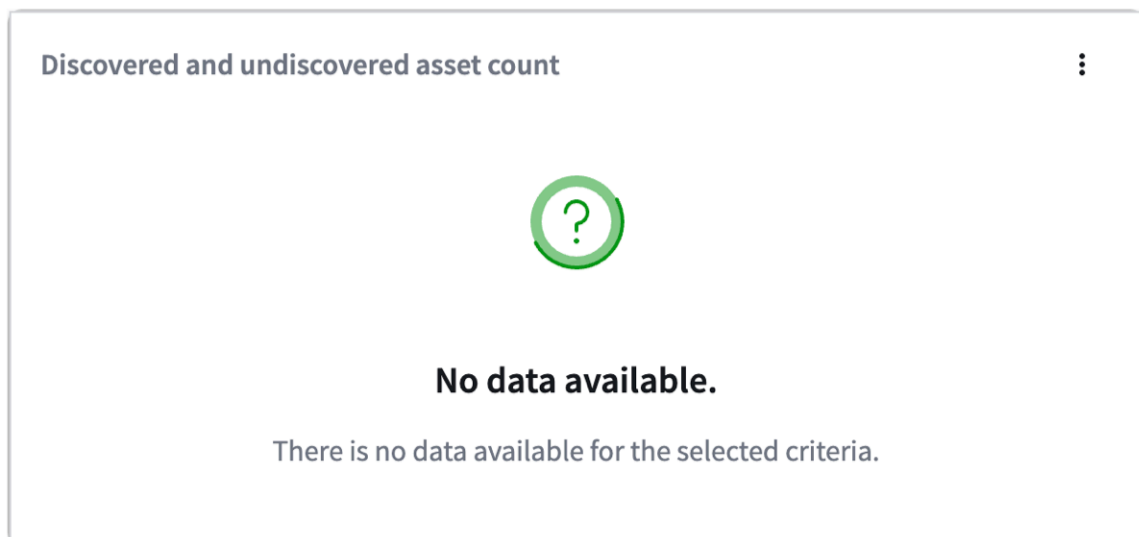 Discovered and undiscovered asset count
?
No data available.
There is no data available for the selected criteria.